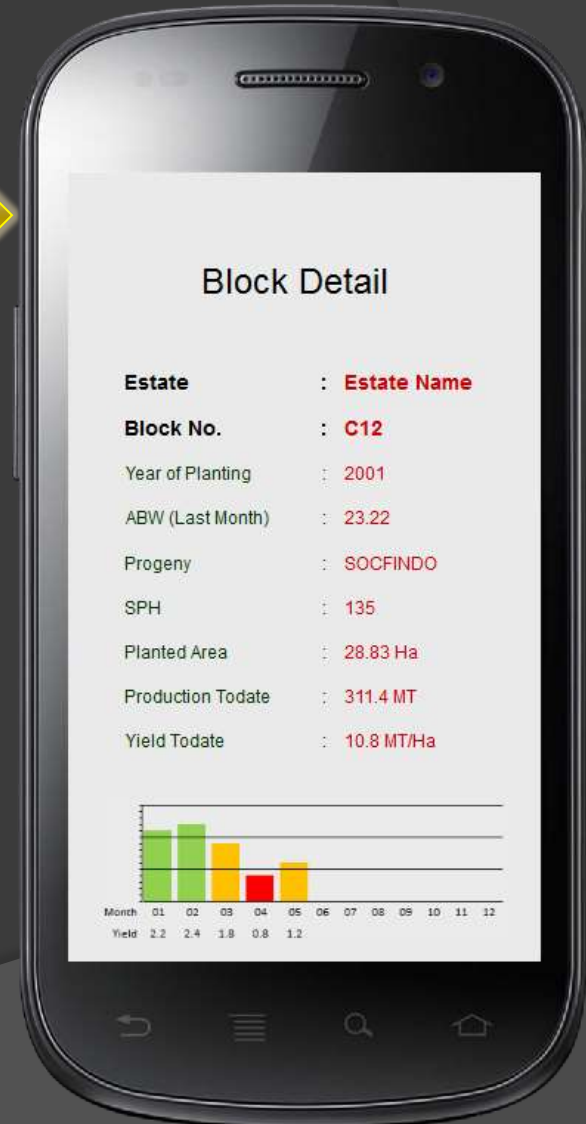 Block Detail
Estate : Estate Name
Block No. : C12
Year of Planting : 2001
ABW (Last Month) : 23.22
Progeny : SOCFINDO
SPH : 135
Planted Area : 28.83 Ha
Production Todate : 311.4 MT
Yield Todate : 10.8 MT/Ha
Month 01 02 03 04 05 06 07 08 09 10 11 12
Yield 2.2 2.4 1.8 0.8 1.2